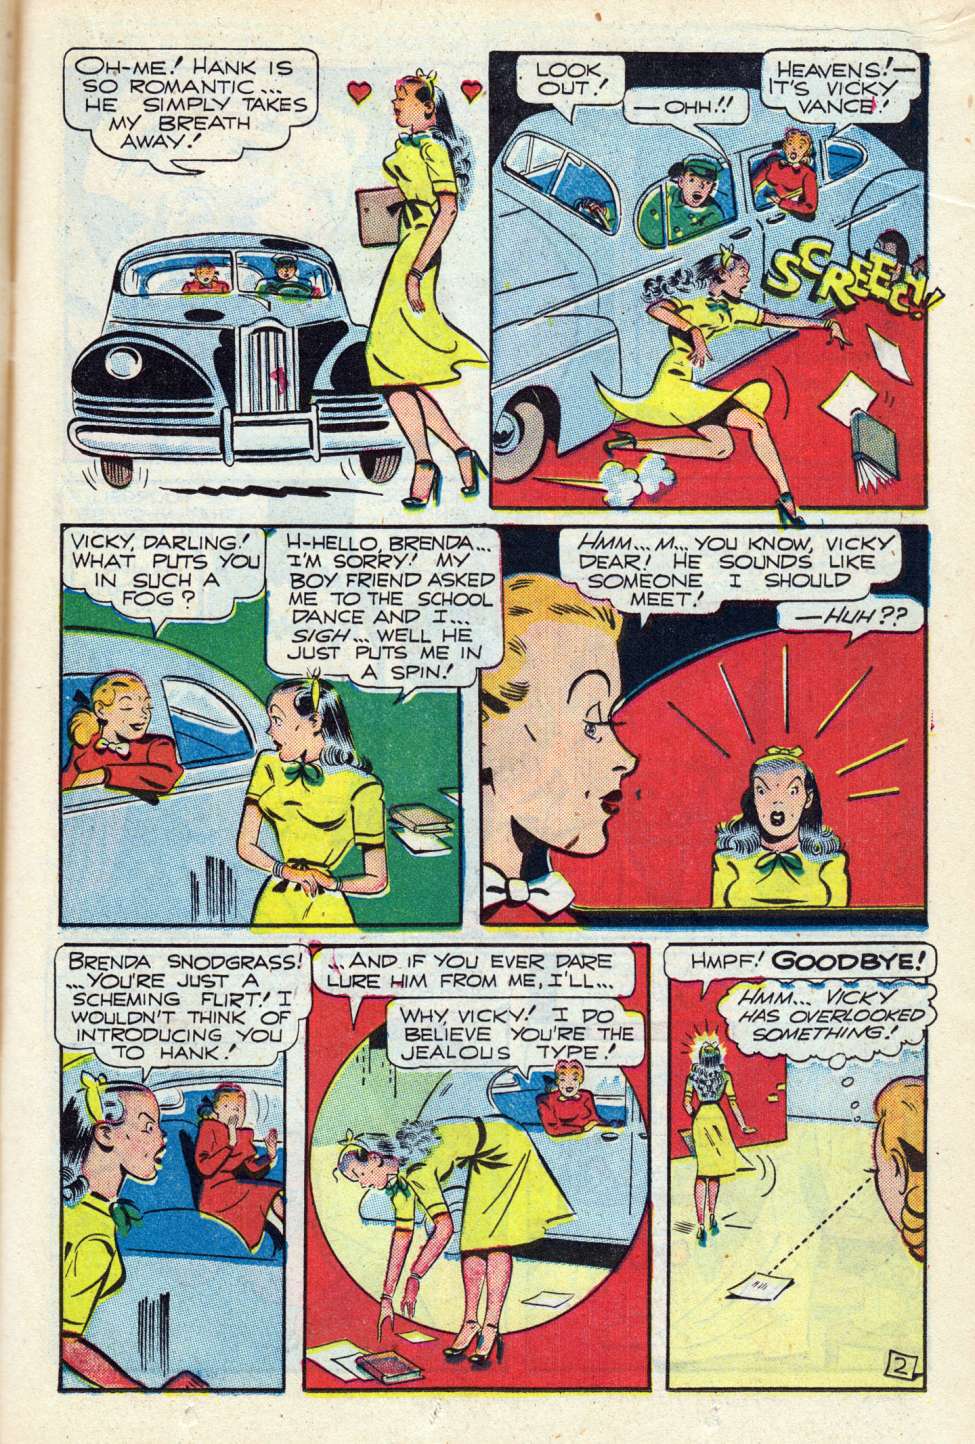 OH-ME! HANK IS
SO ROMANTIC...
HE SIMPLY TAKES
MY BREATH
AWAY!
LOOK
OUT!
—OHH!!
HEAVENS!—
IT'S VICKY
VANCE!
SCREECH!
VICKY, DARLING!
WHAT PUTS YOU
IN SUCH A
FOG?
H-HELLO, BRENDA...
I'M SORRY! MY
BOY FRIEND ASKED
ME TO THE SCHOOL
DANCE AND I...
SIGH... WELL HE
JUST PUTS ME IN
A SPIN!
HMM... M... YOU KNOW, VICKY
DEAR! HE SOUNDS LIKE
SOMEONE I SHOULD
MEET!
—HUH??
BRENDA SNODGRASS!
...YOU'RE JUST A
SCHEMING FLIRT! I
WOULDN'T THINK OF
INTRODUCING YOU
TO HANK!
...AND IF YOU EVER DARE
LURE HIM FROM ME, I'LL...
WHY, VICKY! I DO
BELIEVE YOU'RE THE
JEALOUS TYPE!
HMPF! GOODBYE!
HMM... VICKY
HAS OVERLOOKED
SOMETHING!
2